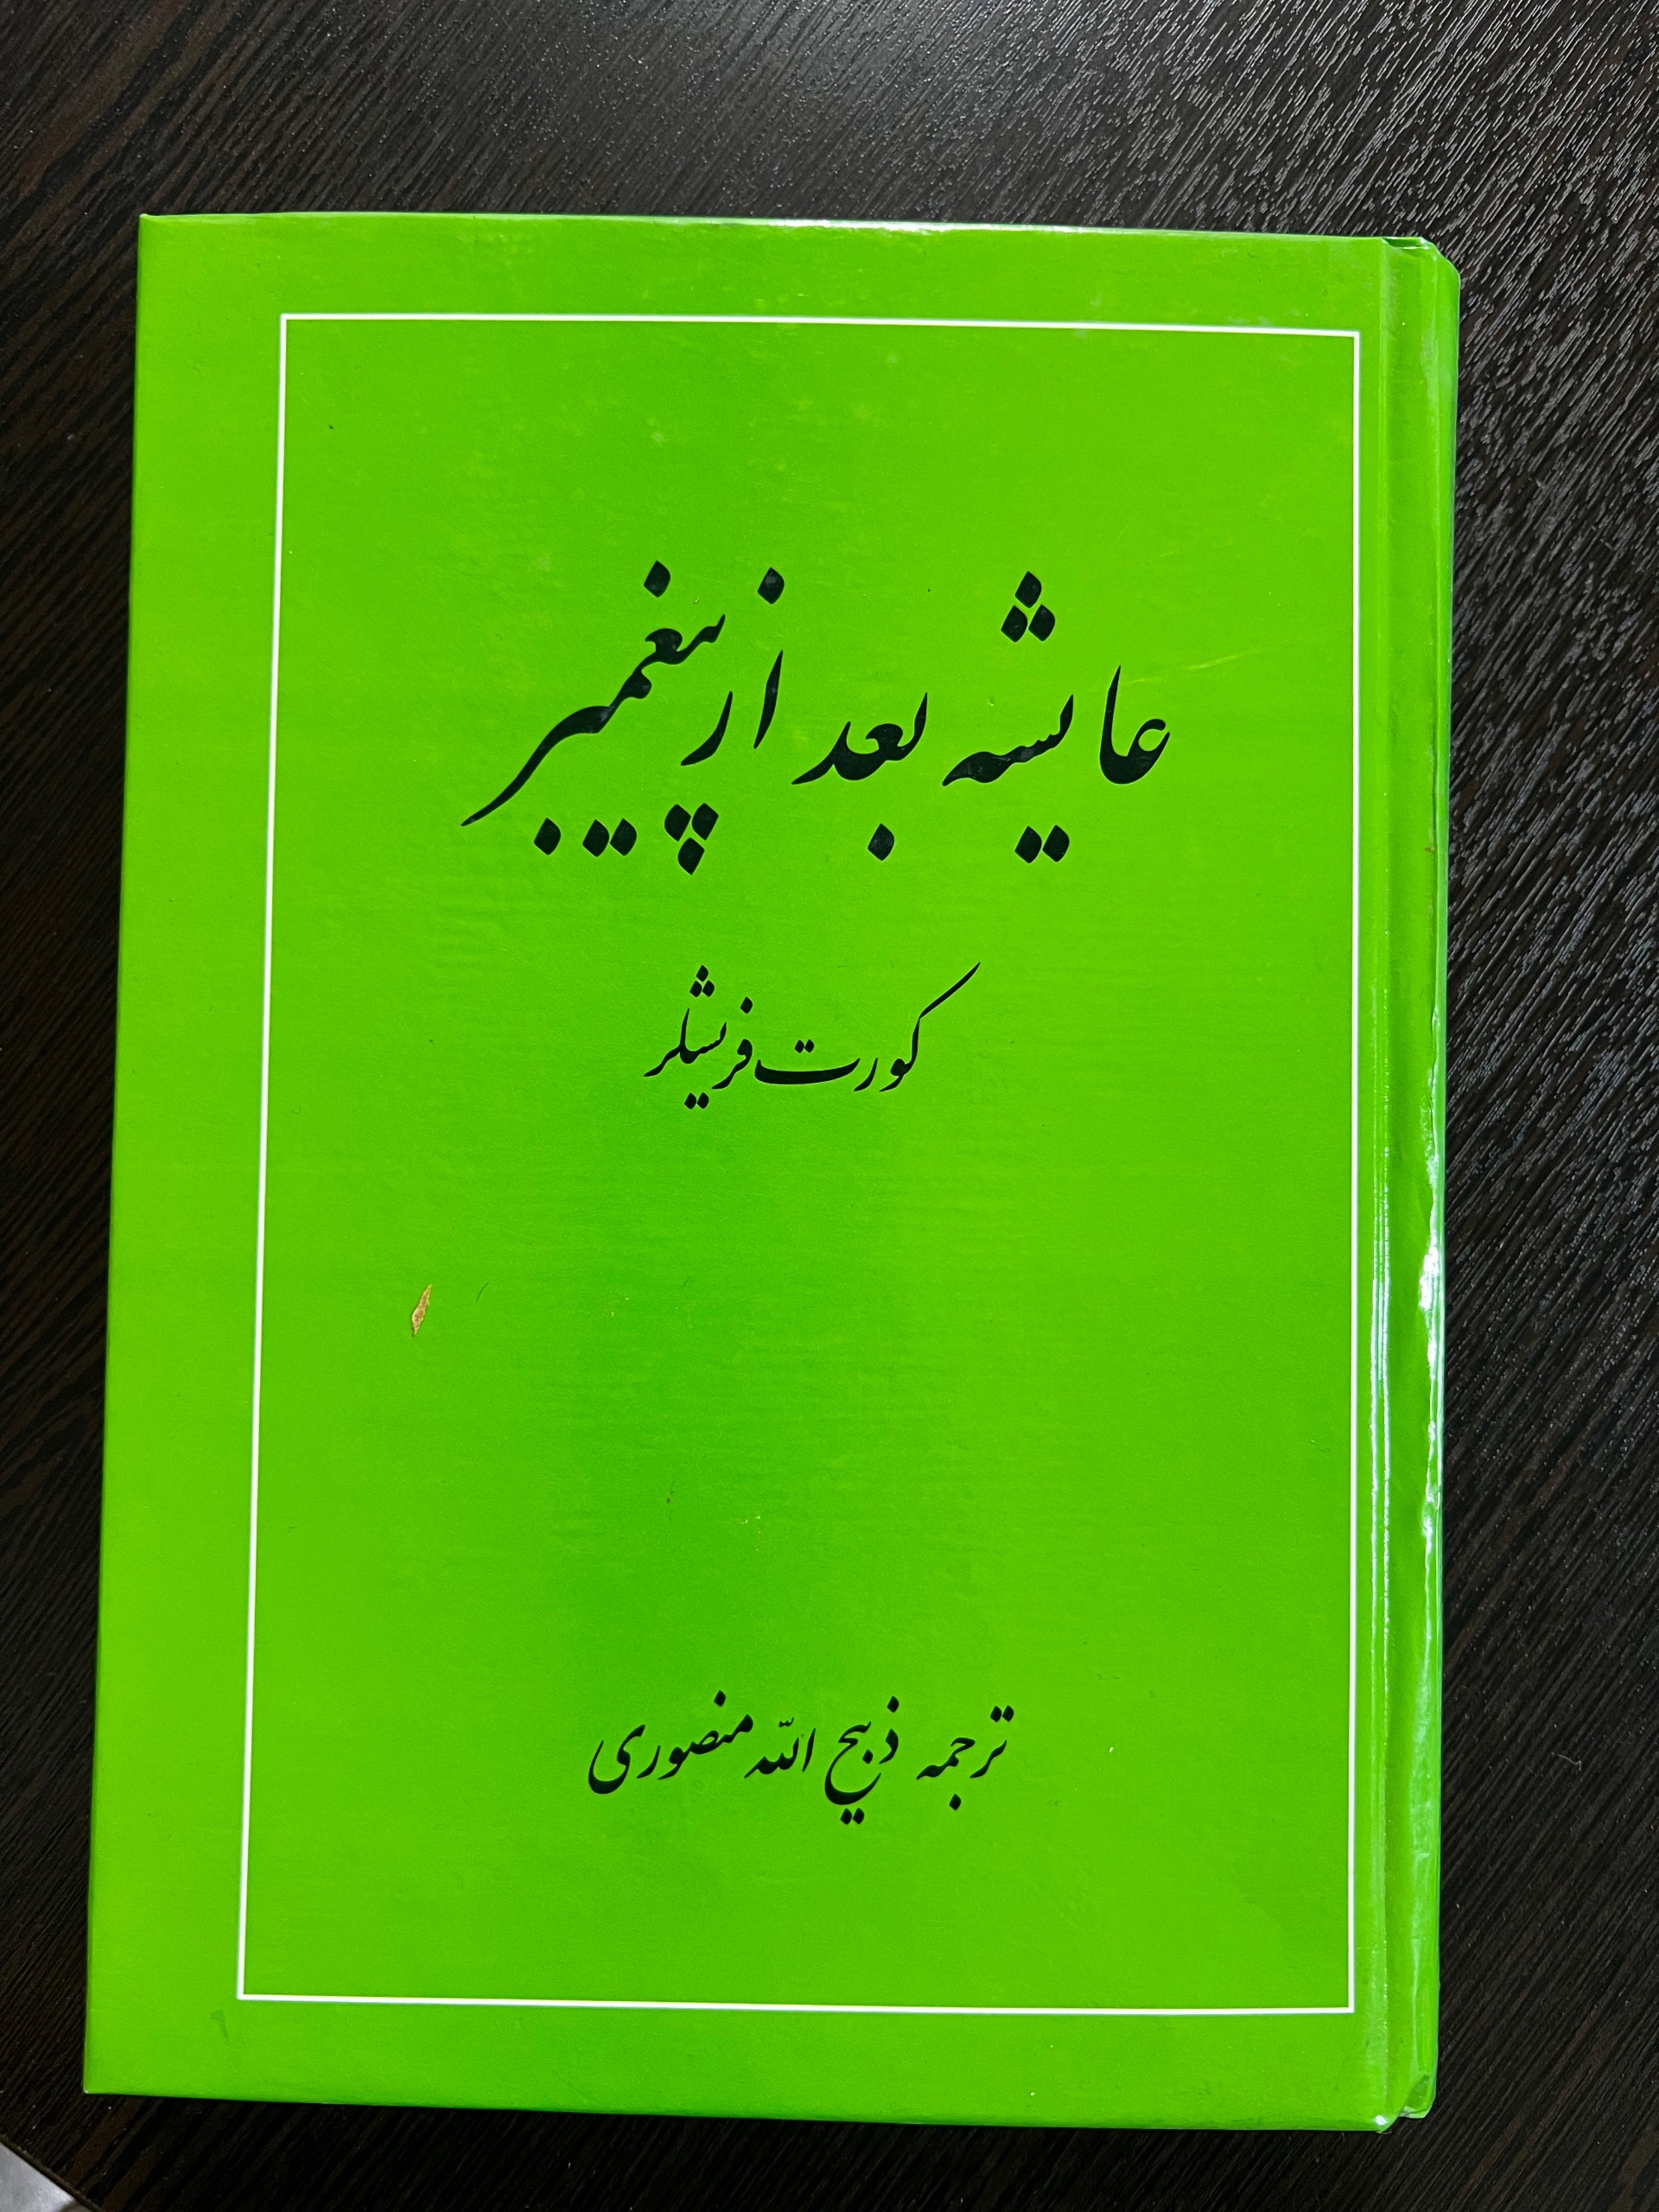 عایشه بعد از پیغمبر
کورت فریشلر
ترجمه ذبیح الله منصوری